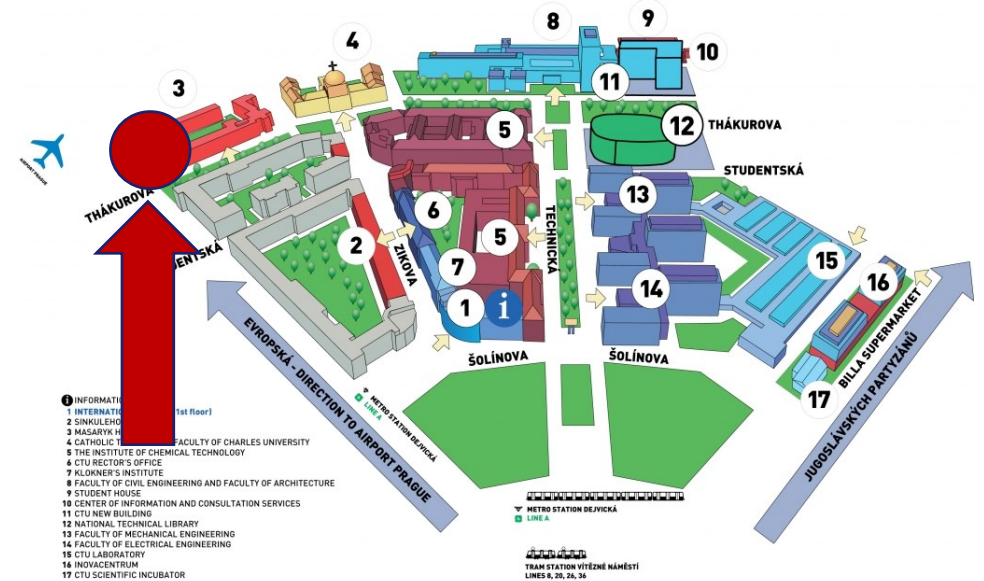 8
9
4
10
3
11
5
12 THÁKUROVA
STUDENTSKÁ
AIRPORT PRAGUE
13
THÁKUROVA
6
TECHNICKÁ
2
ZIKOVA
5
15
7
16
14
1 i
BILLA SUPERMARKET
ŠOLÍNOVA
ŠOLÍNOVA
17
EVROPSKÁ - DIRECTION TO AIRPORT PRAGUE
JUGOSLÁVSKÝCH PARTYZÁNŮ
METRO STATION DEJVICKÁ
LINE A
1 (1st floor)
2
3 MASARYK
4 CATHOLIC FACULTY OF CHARLES UNIVERSITY
5 THE INSTITUTE OF CHEMICAL TECHNOLOGY
6 CTU RECTOR'S OFFICE
7 KLOKNER'S INSTITUTE
8 FACULTY OF CIVIL ENGINEERING AND FACULTY OF ARCHITECTURE
9 STUDENT HOUSE
10 CENTER OF INFORMATION AND CONSULTATION SERVICES
11 CTU NEW BUILDING
12 NATIONAL TECHNICAL LIBRARY
13 FACULTY OF MECHANICAL ENGINEERING
14 FACULTY OF ELECTRICAL ENGINEERING
15 CTU LABORATORY
16 INOVACENTRUM
17 CTU SCIENTIFIC INCUBATOR
METRO STATION DEJVICKÁ
LINE A
TRAM STATION VÍTĚZNÉ NÁMĚSTÍ
LINES 8, 20, 26, 36